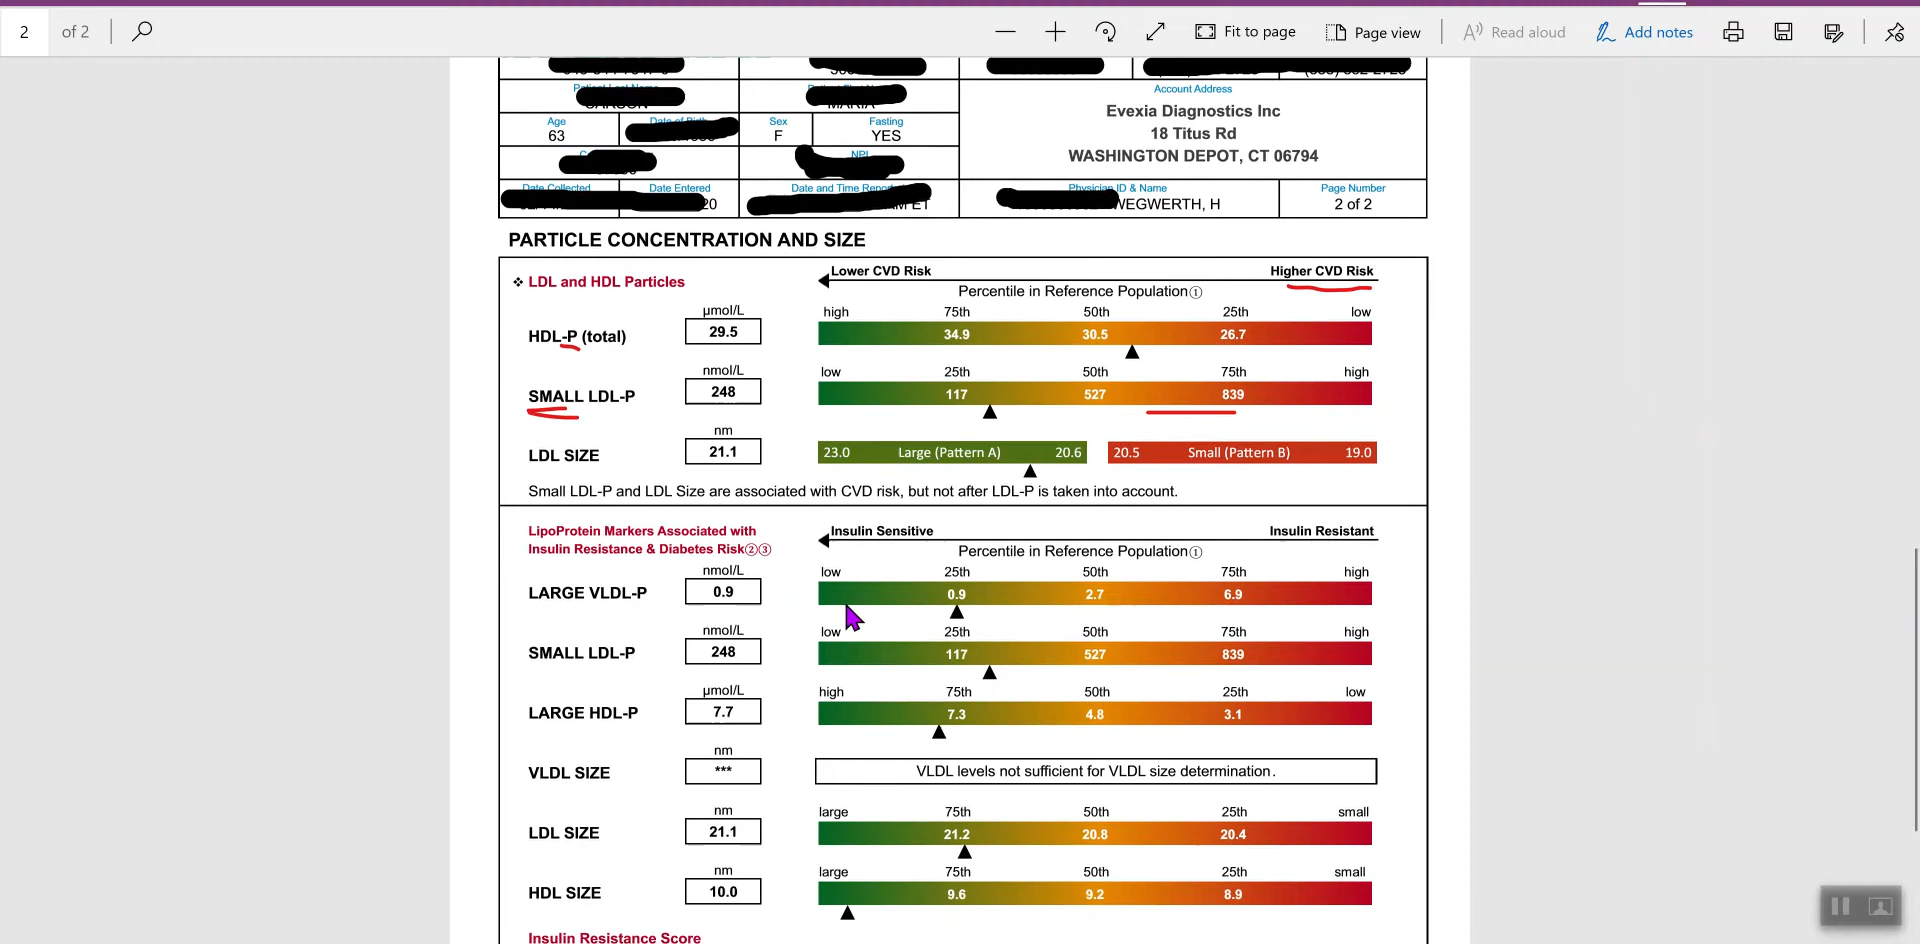 2 of 2 Fit to page Page view Read aloud Add notes
Account Address
Evexia Diagnostics Inc
18 Titus Rd
WASHINGTON DEPOT, CT 06794
Age Sex Fasting
63 F YES
Date Collected Date Entered Date and Time Physician ID & Name Page Number
WEGWERTH, H 2 of 2
PARTICLE CONCENTRATION AND SIZE
❖ LDL and HDL Particles
Lower CVD Risk Higher CVD Risk
Percentile in Reference Population①
µmol/L high 75th 50th 25th low
HDL-P (total) 29.5 34.9 30.5 26.7
nmol/L low 25th 50th 75th high
SMALL LDL-P 248 117 527 839
nm
LDL SIZE 21.1 23.0 Large (Pattern A) 20.6 20.5 Small (Pattern B) 19.0
Small LDL-P and LDL Size are associated with CVD risk, but not after LDL-P is taken into account.
LipoProtein Markers Associated with
Insulin Resistance & Diabetes Risk②③
Insulin Sensitive Insulin Resistant
Percentile in Reference Population①
nmol/L low 25th 50th 75th high
LARGE VLDL-P 0.9 0.9 2.7 6.9
nmol/L low 25th 50th 75th high
SMALL LDL-P 248 117 527 839
µmol/L high 75th 50th 25th low
LARGE HDL-P 7.7 7.3 4.8 3.1
nm
VLDL SIZE *** VLDL levels not sufficient for VLDL size determination.
nm large 75th 50th 25th small
LDL SIZE 21.1 21.2 20.8 20.4
nm large 75th 50th 25th small
HDL SIZE 10.0 9.6 9.2 8.9
Insulin Resistance Score